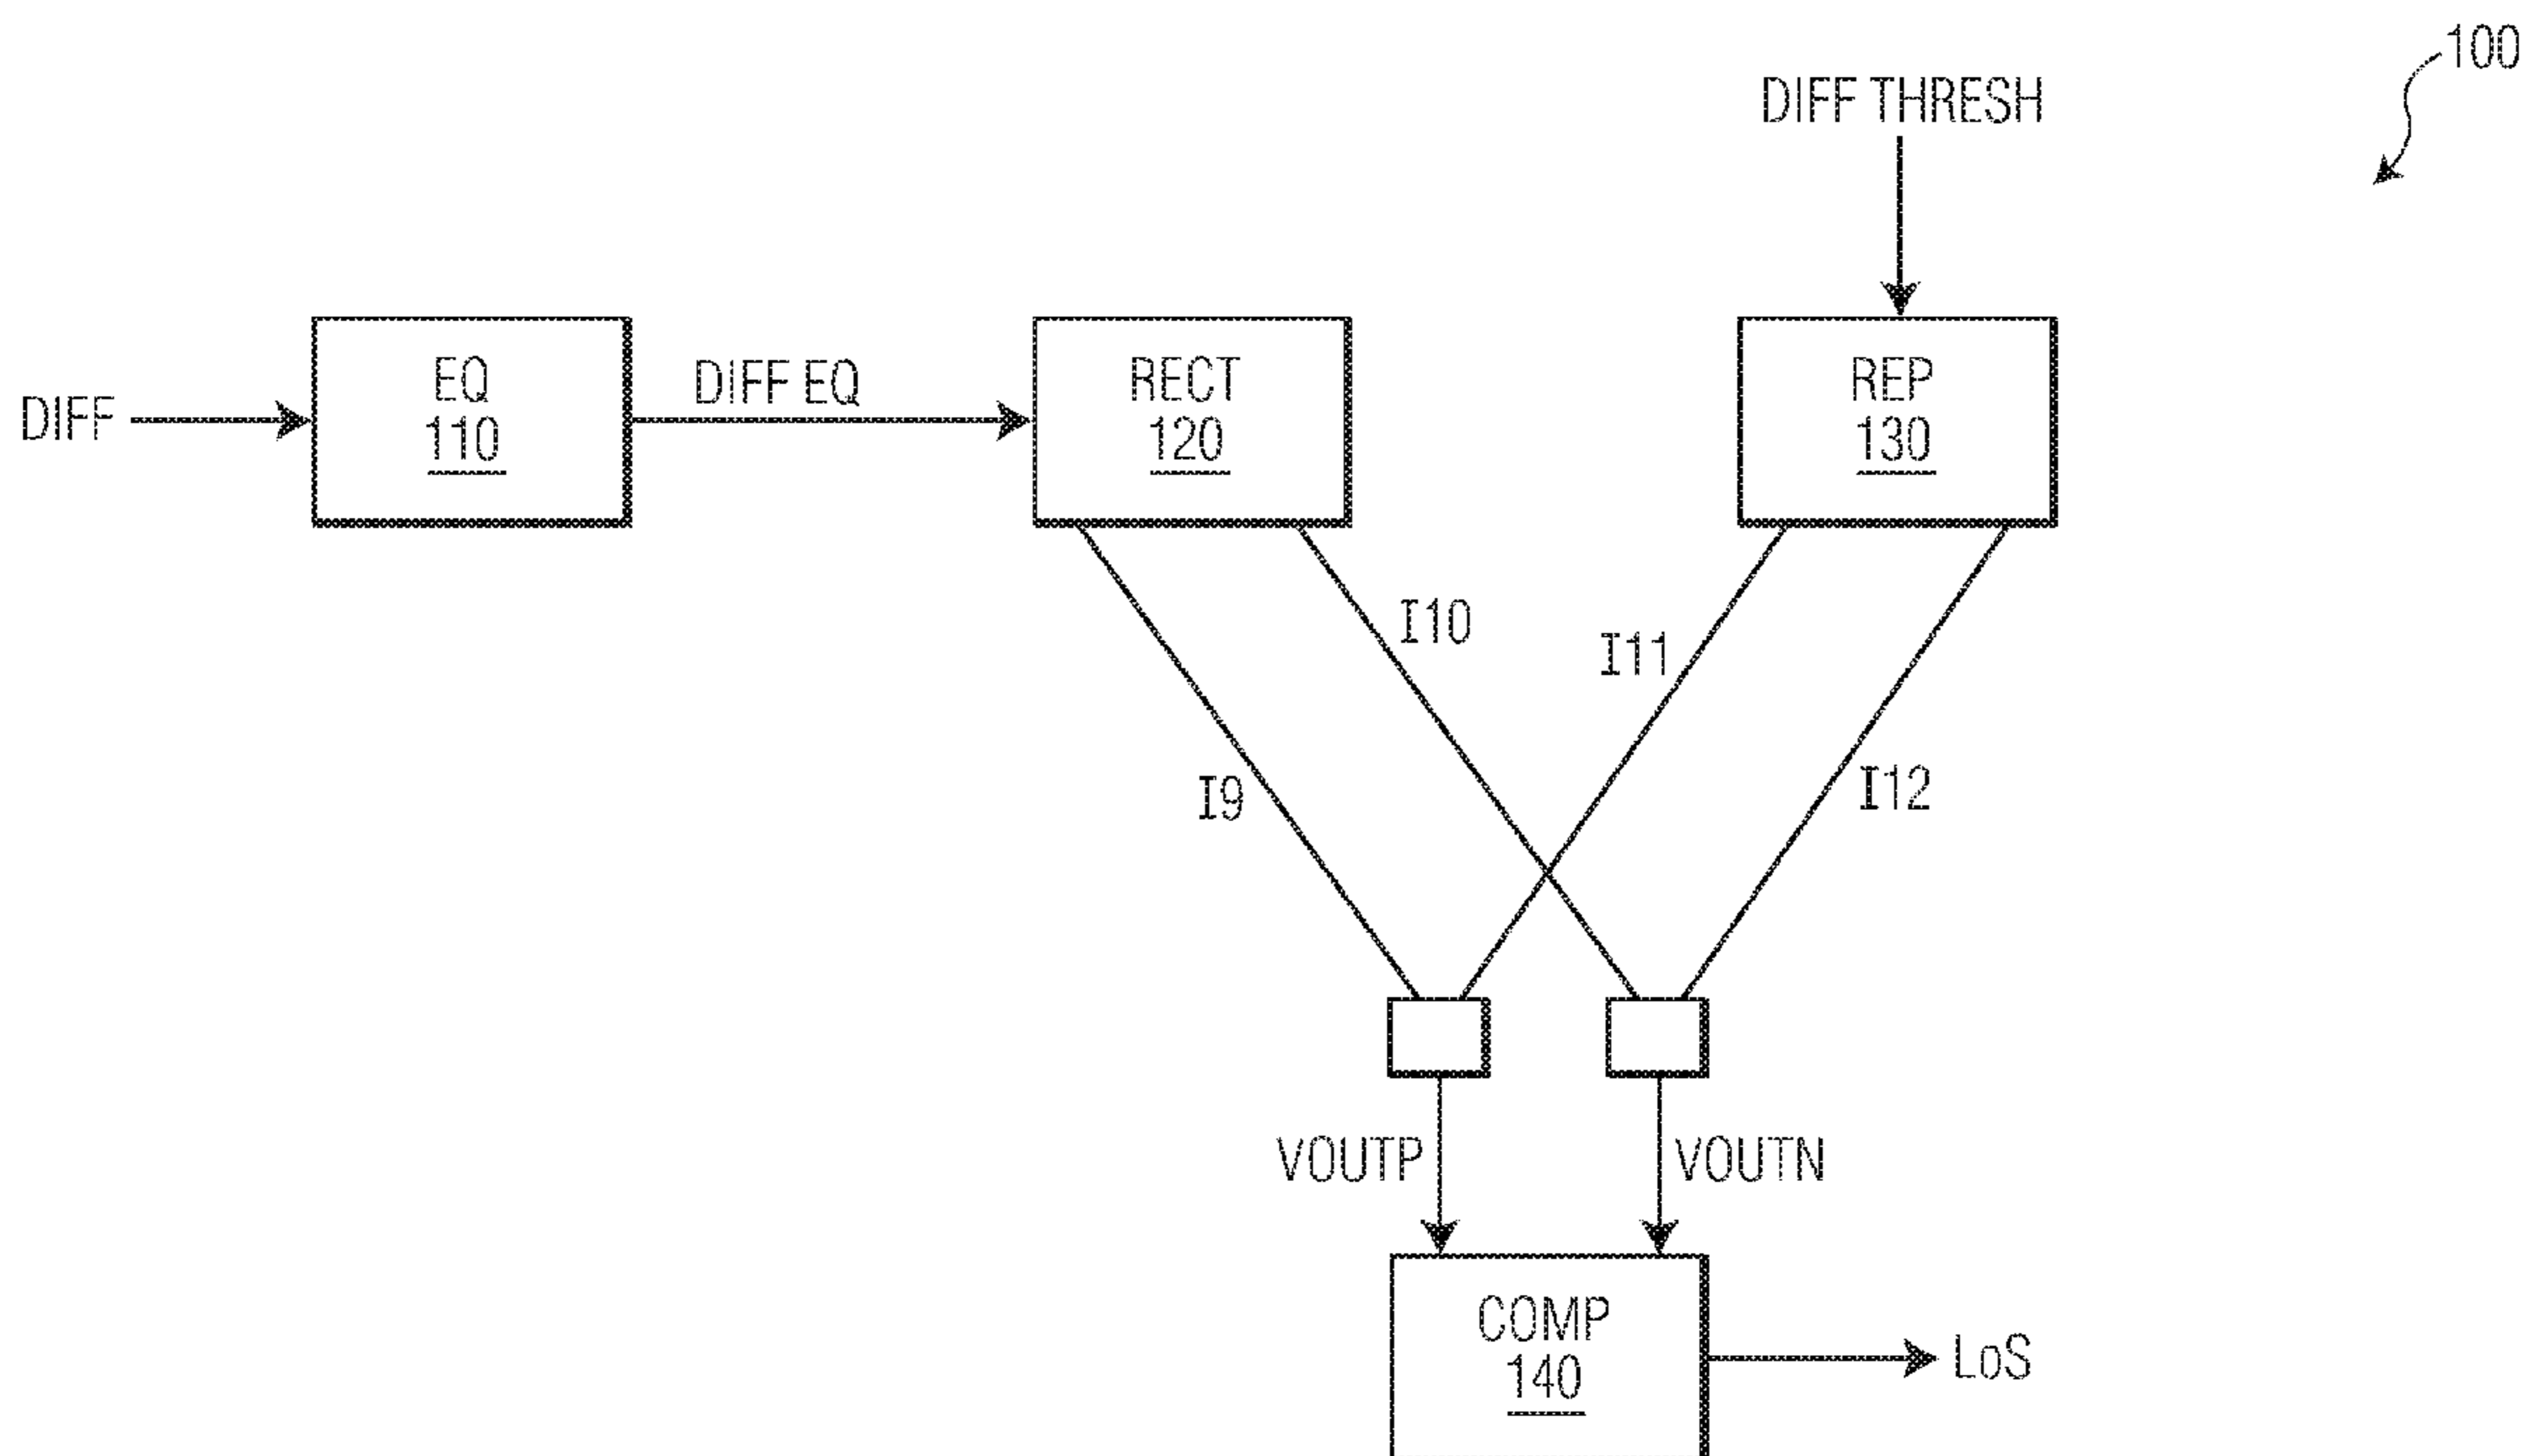 100
DIFF THRESH
DIFF
EQ
110
DIFF EQ
RECT
120
REP
130
I10
I11
I9
I12
VOUTP
VOUTN
COMP
140
LoS